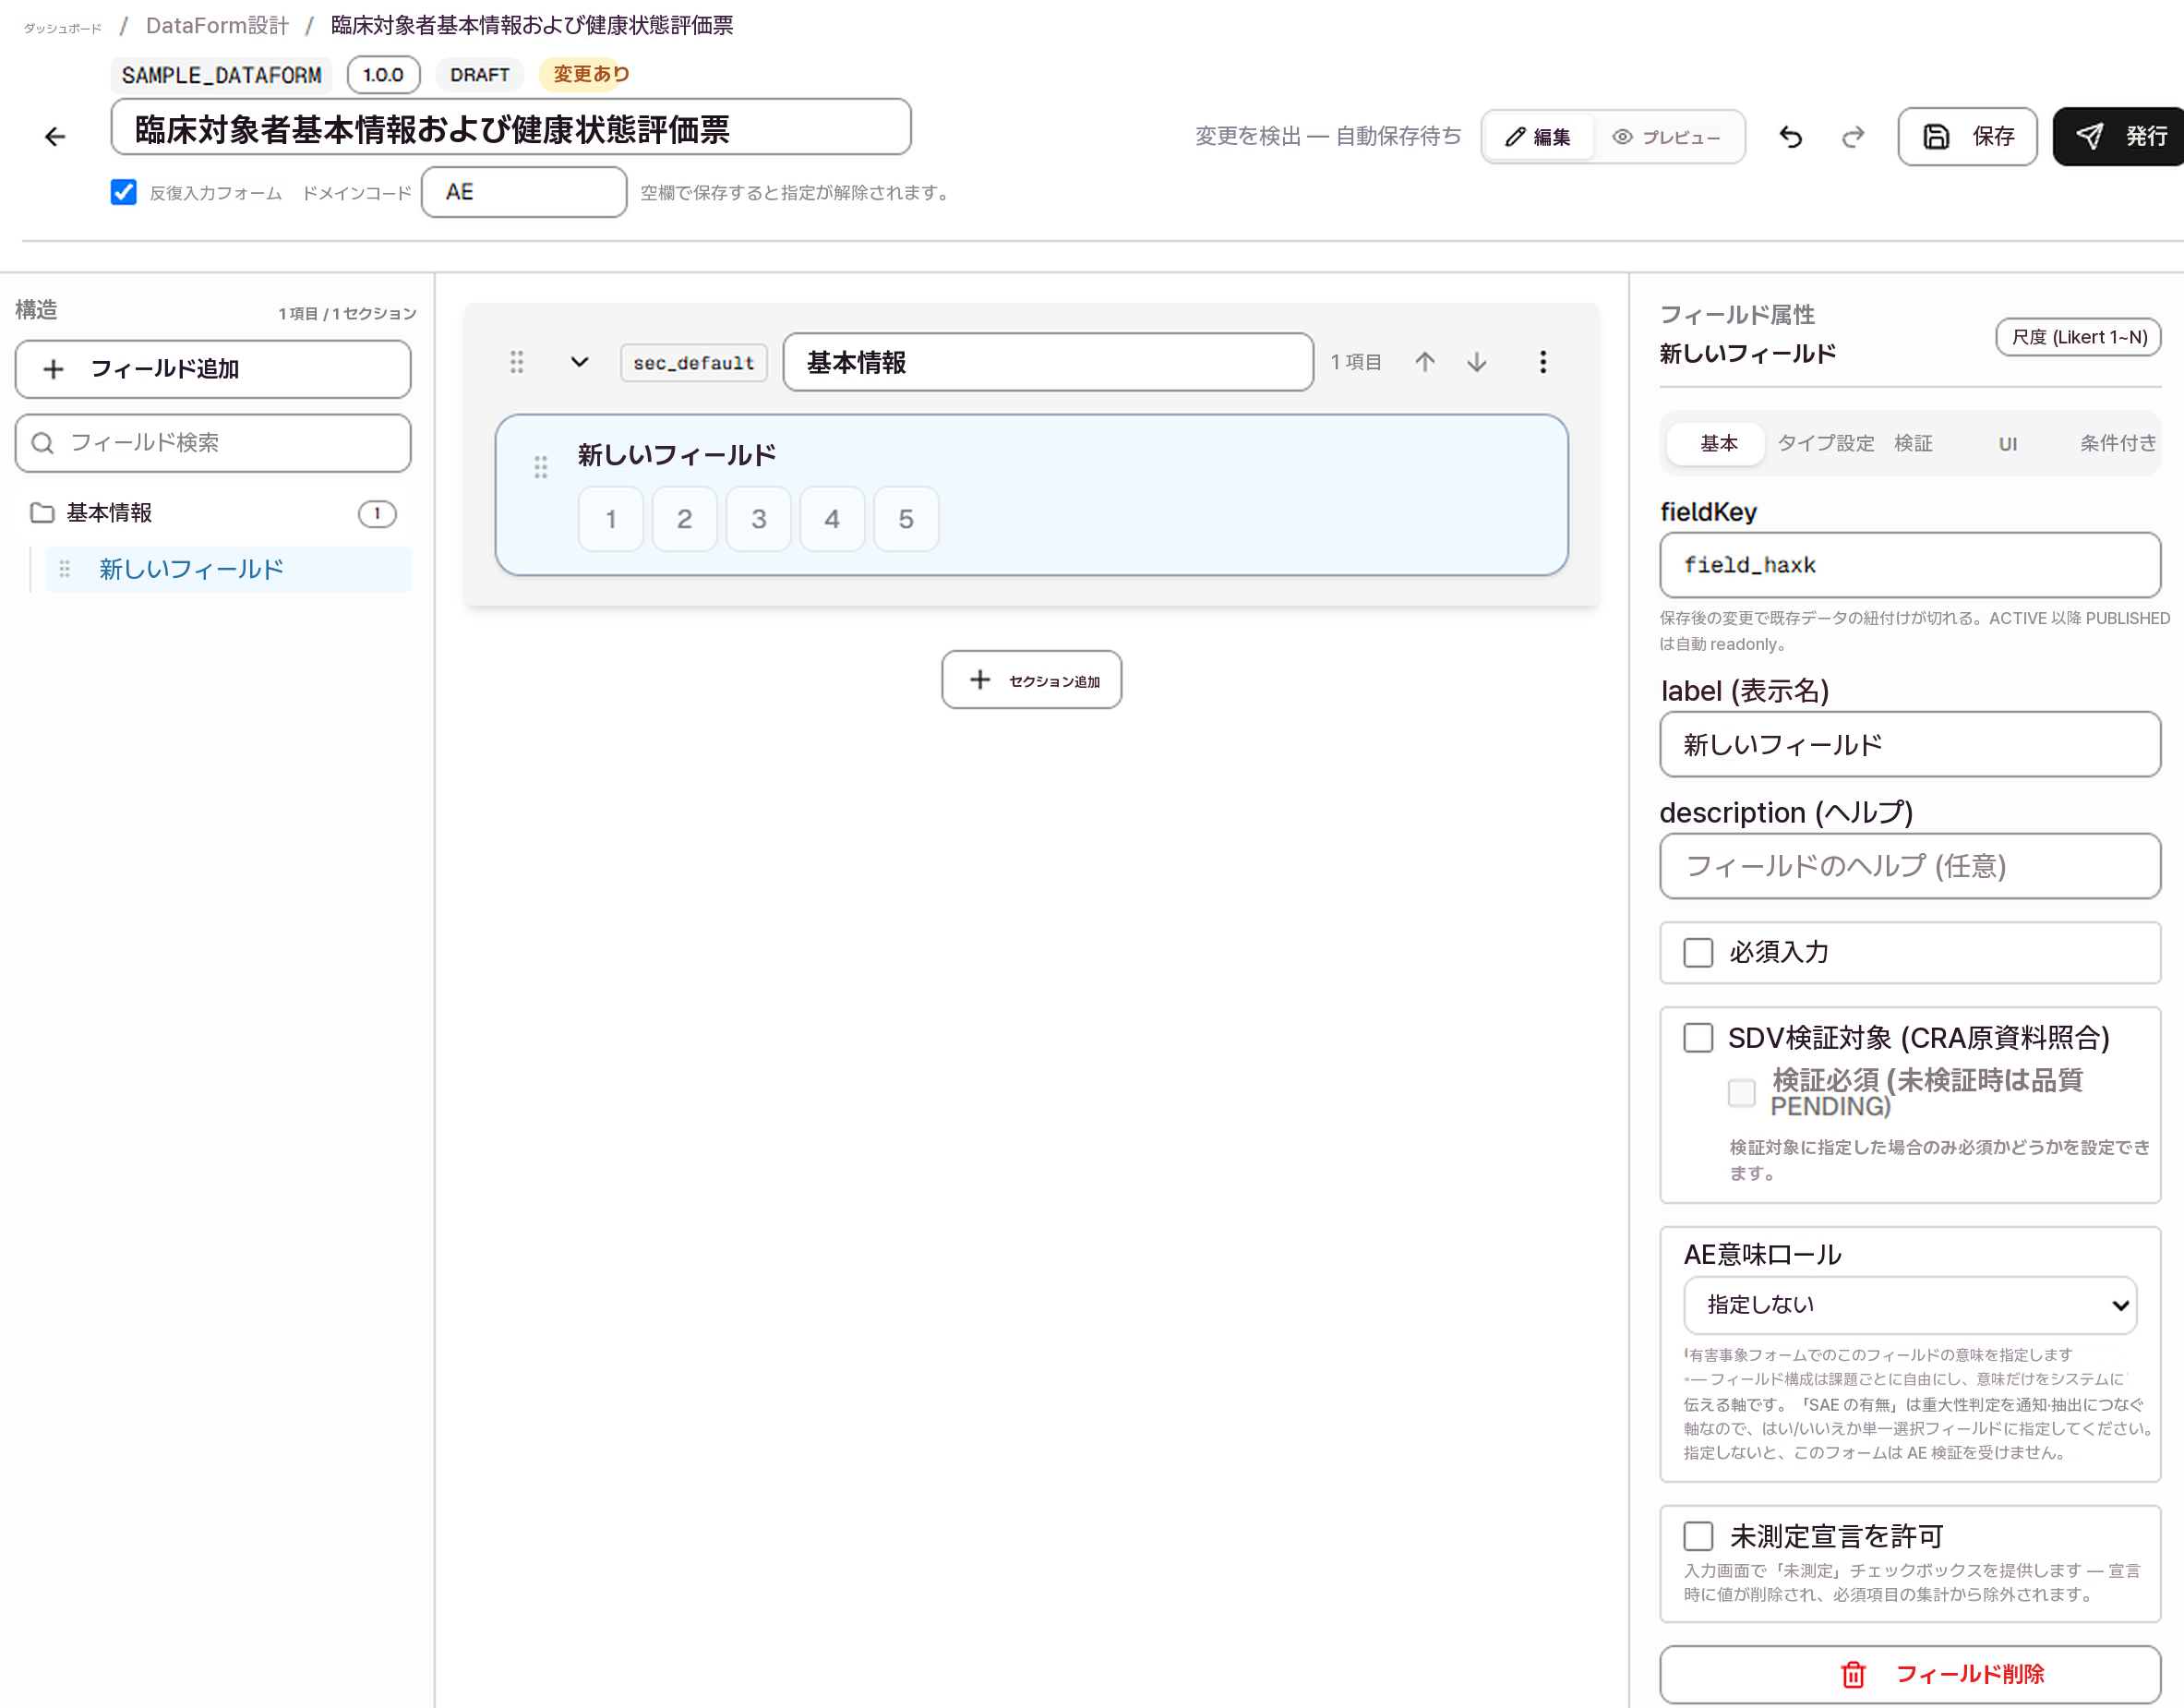 ダッシュボード / DataForm設計 / 臨床対象者基本情報および健康状態評価票
SAMPLE_DATAFORM 1.0.0 DRAFT 変更あり
臨床対象者基本情報および健康状態評価票
変更を検出 — 自動保存待ち 編集 プレビュー 保存 発行
反復入力フォーム ドメインコード AE 空欄で保存すると指定が解除されます。
構造 1 項目 / 1 セクション
フィールド追加
フィールド検索
基本情報 1
新しいフィールド
sec_default 基本情報 1 項目
新しいフィールド
1 2 3 4 5
セクション追加
フィールド属性
新しいフィールド
尺度 (Likert 1~N)
基本 タイプ設定 検証 UI 条件付き
fieldKey
field_haxk
保存後の変更で既存データの紐付けが切れる。ACTIVE 以降 PUBLISHED
は自動 readonly。
label (表示名)
新しいフィールド
description (ヘルプ)
フィールドのヘルプ (任意)
必須入力
SDV検証対象 (CRA原資料照合)
検証必須 (未検証時は品質
PENDING)
検証対象に指定した場合のみ必須かどうかを設定でき
ます。
AE意味ロール
指定しない
有害事象フォームでのこのフィールドの意味を指定します
— フィールド構成は課題ごとに自由にし、意味だけをシステムに
伝える軸です。「SAE の有無」は重大性判定を通知·抽出につなぐ
軸なので、はい/いいえか単一選択フィールドに指定してください。
指定しないと、このフォームは AE 検証を受けません。
未測定宣言を許可
入力画面で「未測定」チェックボックスを提供します — 宣言
時に値が削除され、必須項目の集計から除外されます。
フィールド削除